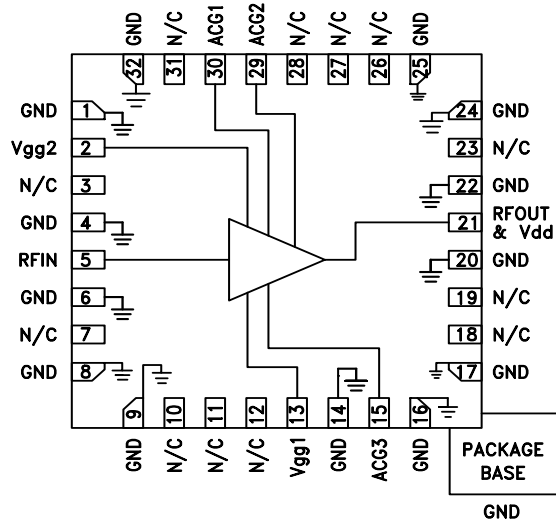 GND
N/C
ACG1
ACG2
N/C
N/C
N/C
GND
32
31
30
29
28
27
26
25
GND 1
Vgg2 2
N/C 3
GND 4
RFIN 5
GND 6
N/C 7
GND 8
24 GND
23 N/C
22 GND
21 RFOUT
& Vdd
20 GND
19 N/C
18 N/C
17 GND
9
10
11
12
13
14
15
16
GND
N/C
N/C
N/C
Vgg1
GND
ACG3
GND
PACKAGE
BASE
GND